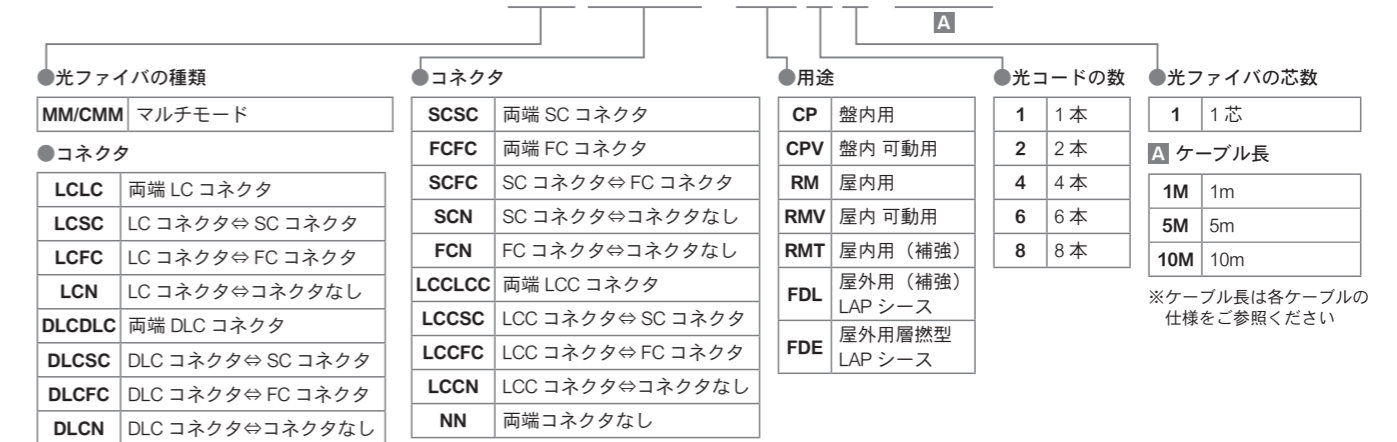 A
●光ファイバの種類
MM/CMM マルチモード
●コネクタ
LCLC 両端 LC コネクタ
LCSC LC コネクタ⇔ SC コネクタ
LCFC LC コネクタ⇔ FC コネクタ
LCN LC コネクタ⇔コネクタなし
DLCDLC 両端 DLC コネクタ
DLCSC DLC コネクタ⇔ SC コネクタ
DLCFC DLC コネクタ⇔ FC コネクタ
DLCN DLC コネクタ⇔コネクタなし
●コネクタ
SCSC 両端 SC コネクタ
FCFC 両端 FC コネクタ
SCFC SC コネクタ⇔ FC コネクタ
SCN SC コネクタ⇔コネクタなし
FCN FC コネクタ⇔コネクタなし
LCCLCC 両端 LCC コネクタ
LCCSC LCC コネクタ⇔ SC コネクタ
LCCFC LCC コネクタ⇔ FC コネクタ
LCCN LCC コネクタ⇔コネクタなし
NN 両端コネクタなし
●用途
CP 盤内用
CPV 盤内 可動用
RM 屋内用
RMV 屋内 可動用
RMT 屋内用（補強）
FDL 屋外用（補強）
LAP シース
FDE 屋外用層撚型
LAP シース
●光コードの数
1 1 本
2 2 本
4 4 本
6 6 本
8 8 本
●光ファイバの芯数
1 1 芯
A ケーブル長
1M 1m
5M 5m
10M 10m
※ケーブル長は各ケーブルの
仕様をご参照ください